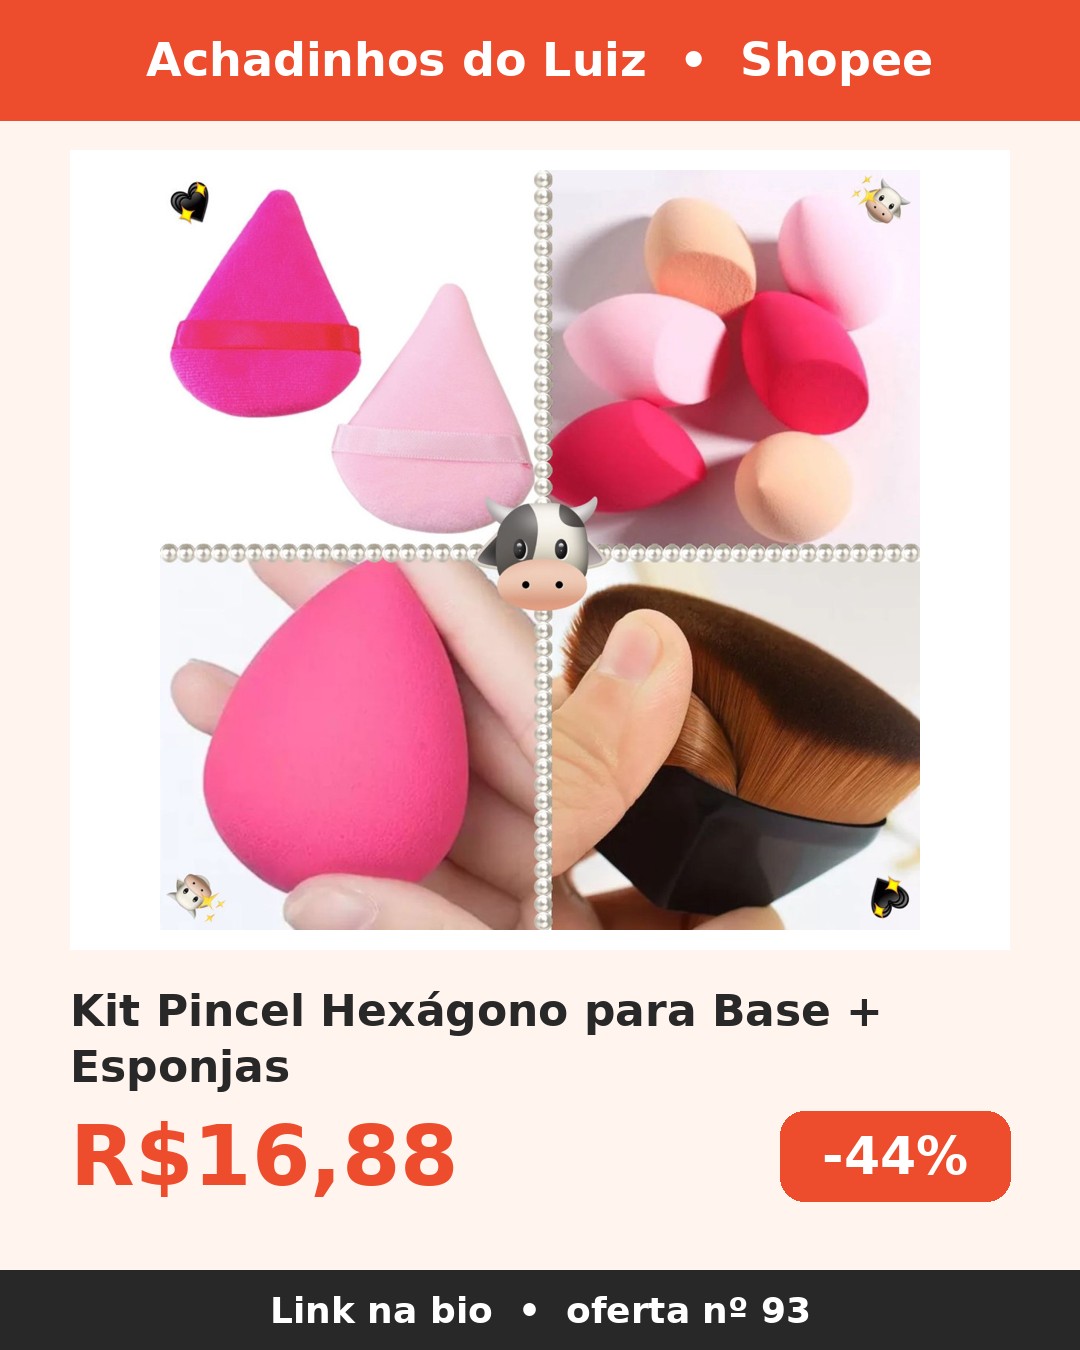 Achadinhos do Luiz • Shopee
Kit Pincel Hexágono para Base +
Esponjas
R$16,88
-44%
Link na bio • oferta nº 93